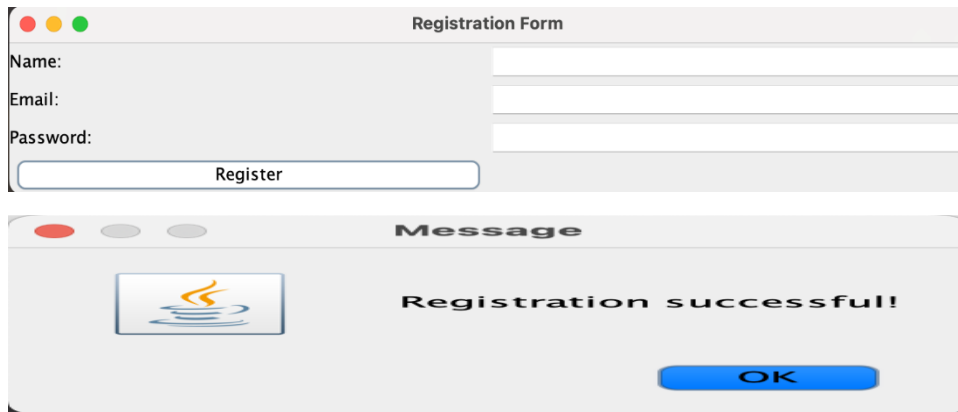 Registration Form
Name:
Email:
Password:
Register
Message
Registration successful!
OK